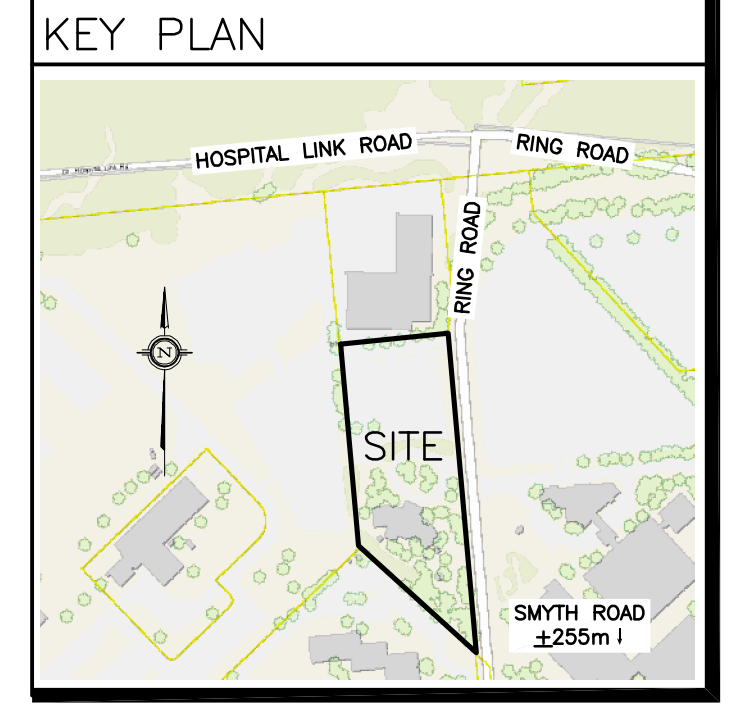 KEY PLAN
HOSPITAL LINK ROAD
RING ROAD
RING ROAD
N
SITE
SMYTH ROAD
±255m ↓